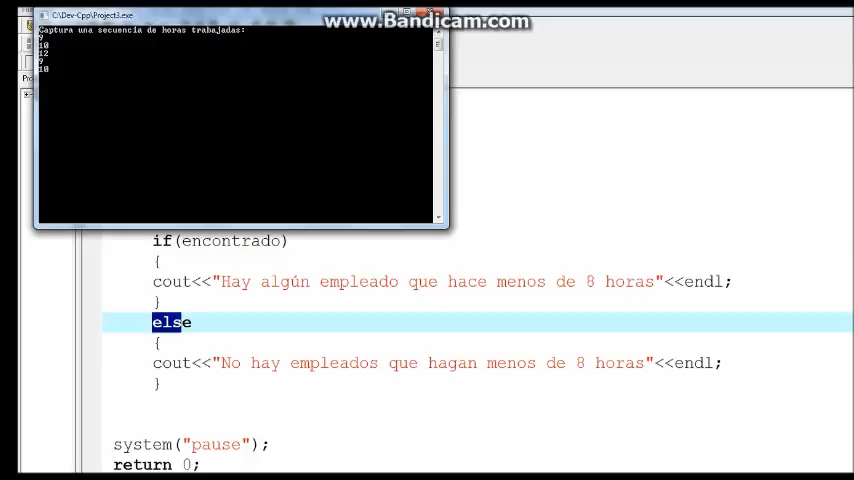 www.Bandicam.com
C:\Dev-Cpp\Project3.exe
Captura una secuencia de horas trabajadas:
9
10
12
9
10
if(encontrado)
{
cout<<"Hay algún empleado que hace menos de 8 horas"<<endl;
}
else
{
cout<<"No hay empleados que hagan menos de 8 horas"<<endl;
}
system("pause");
return 0;